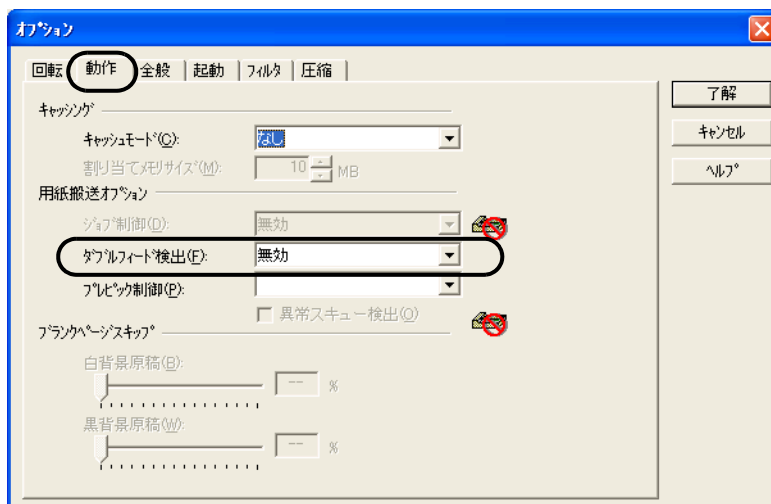 オプション
回転 動作 全般 起動 フィルタ 圧縮
了解
キャンセル
ヘルプ
キャッシング
キャッシュモード(C): なし
割り当てメモリサイズ(M): 10 MB
用紙搬送オプション
ジョブ制御(D): 無効
ダブルフィード検出(F): 無効
プレピック制御(P):
異常スキュー検出(O)
ブランクページスキップ
白背景原稿(B):
-- %
黒背景原稿(W):
-- %